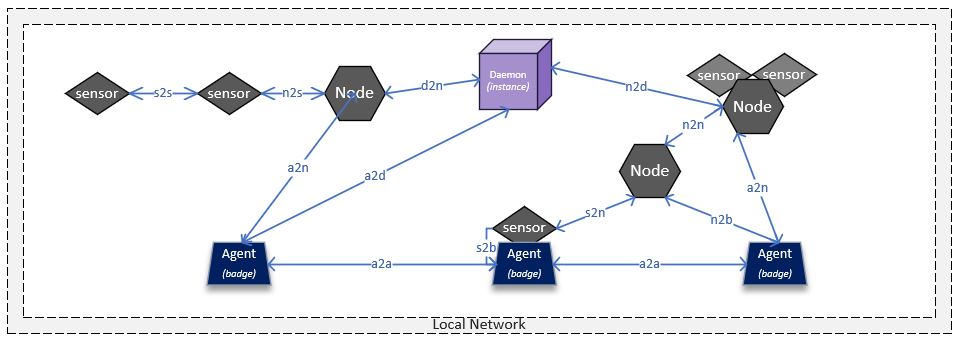 Daemon
(instance)
sensor
sensor
sensor
s2s
sensor
n2s
Node
d2n
n2d
Node
n2n
a2n
a2d
Node
a2n
s2n
n2b
sensor
s2b
Agent
(badge)
a2a
Agent
(badge)
a2a
Agent
(badge)
Local Network